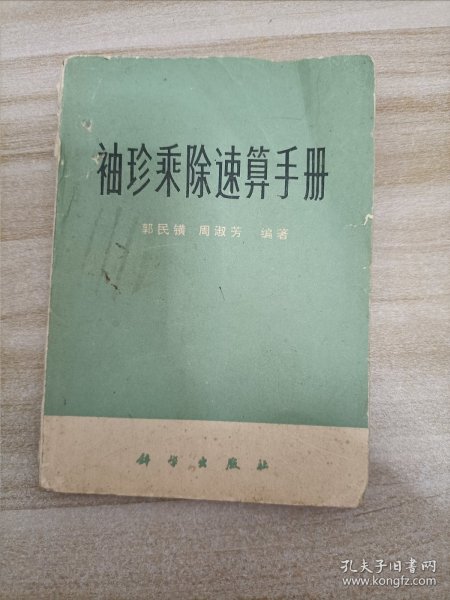 袖珍乘除速算手册
郭民镔 周淑芳 编著
科学出版社
孔夫子旧书网
www.kongfz.com